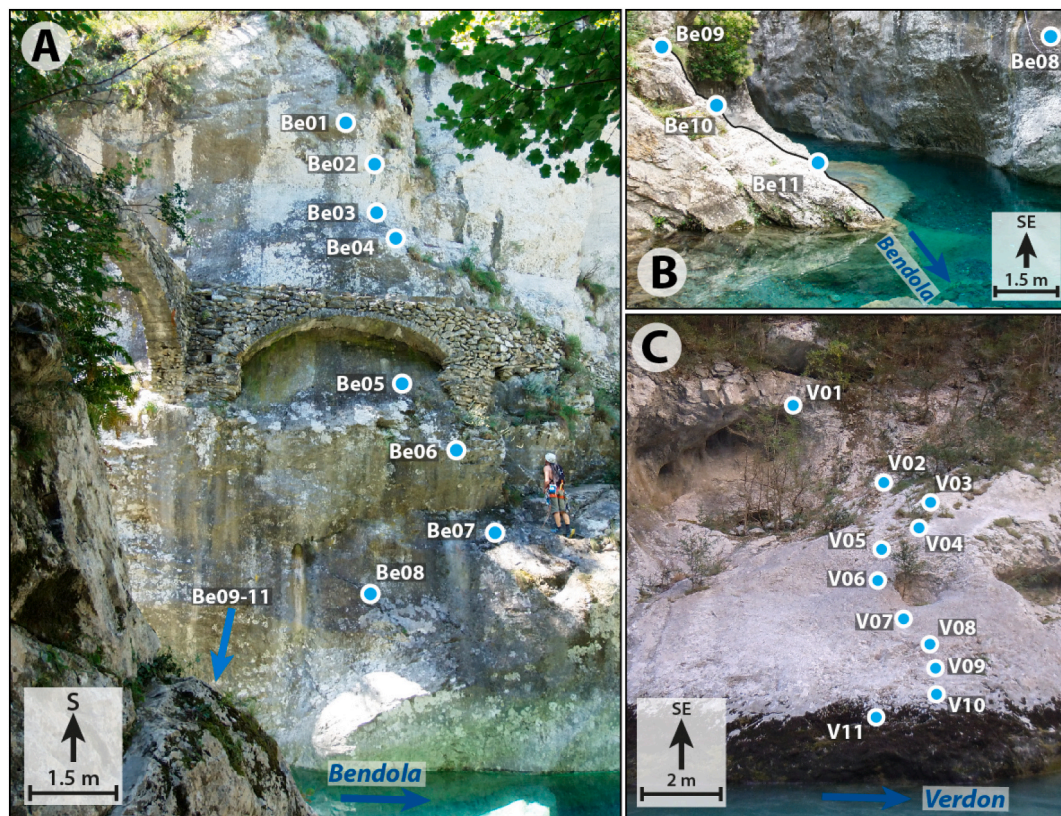 A
Be01
Be02
Be03
Be04
Be05
Be06
Be07
Be08
Be09-11
S
1.5 m
Bendola
B
Be09
Be08
Be10
Be11
SE
1.5 m
Bendola
C
V01
V02
V03
V04
V05
V06
V07
V08
V09
V10
V11
SE
2 m
Verdon